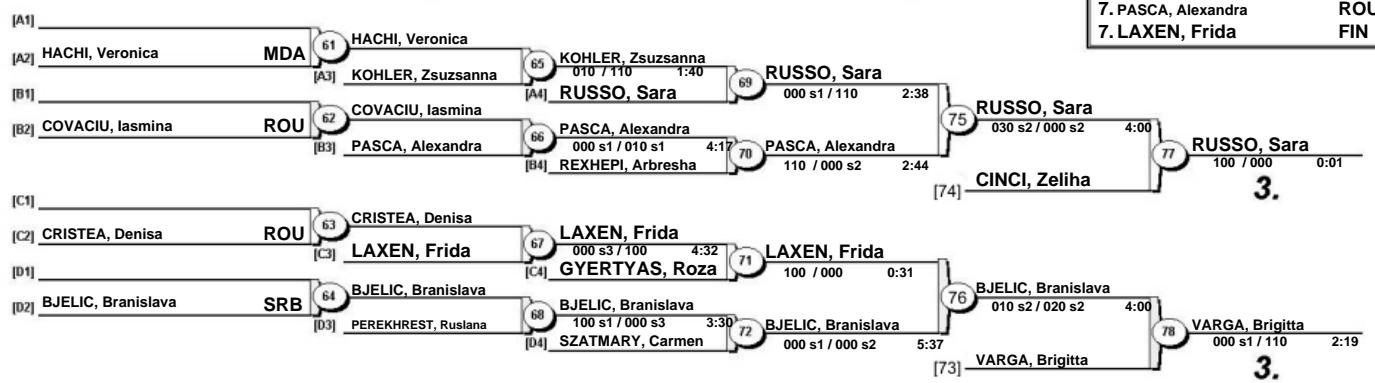 7. PASCA, Alexandra ROU
7. LAXEN, Frida FIN
[A1]
[A2] HACHI, Veronica MDA
61
HACHI, Veronica
[A3] KOHLER, Zsuzsanna
65
KOHLER, Zsuzsanna
010 / 110 1:40
[A4] RUSSO, Sara
69
RUSSO, Sara
000 s1 / 110 2:38
[B1]
[B2] COVACIU, Iasmina ROU
62
COVACIU, Iasmina
[B3] PASCA, Alexandra
66
PASCA, Alexandra
000 s1 / 010 s1 4:17
[B4] REXHEPI, Arbresha
70
PASCA, Alexandra
110 / 000 s2 2:44
75
RUSSO, Sara
030 s2 / 000 s2 4:00
[74] CINCI, Zeliha
77
RUSSO, Sara
100 / 000 0:01
3.
[C1]
[C2] CRISTEA, Denisa ROU
63
CRISTEA, Denisa
[C3] LAXEN, Frida
67
LAXEN, Frida
000 s3 / 100 4:32
[C4] GYERTYAS, Roza
71
LAXEN, Frida
100 / 000 0:31
[D1]
[D2] BJELIC, Branislava SRB
64
BJELIC, Branislava
[D3] PEREKHREST, Ruslana
68
BJELIC, Branislava
100 s1 / 000 s3 3:30
[D4] SZATMARY, Carmen
72
BJELIC, Branislava
000 s1 / 000 s2 5:37
76
BJELIC, Branislava
010 s2 / 020 s2 4:00
[73] VARGA, Brigitta
78
VARGA, Brigitta
000 s1 / 110 2:19
3.